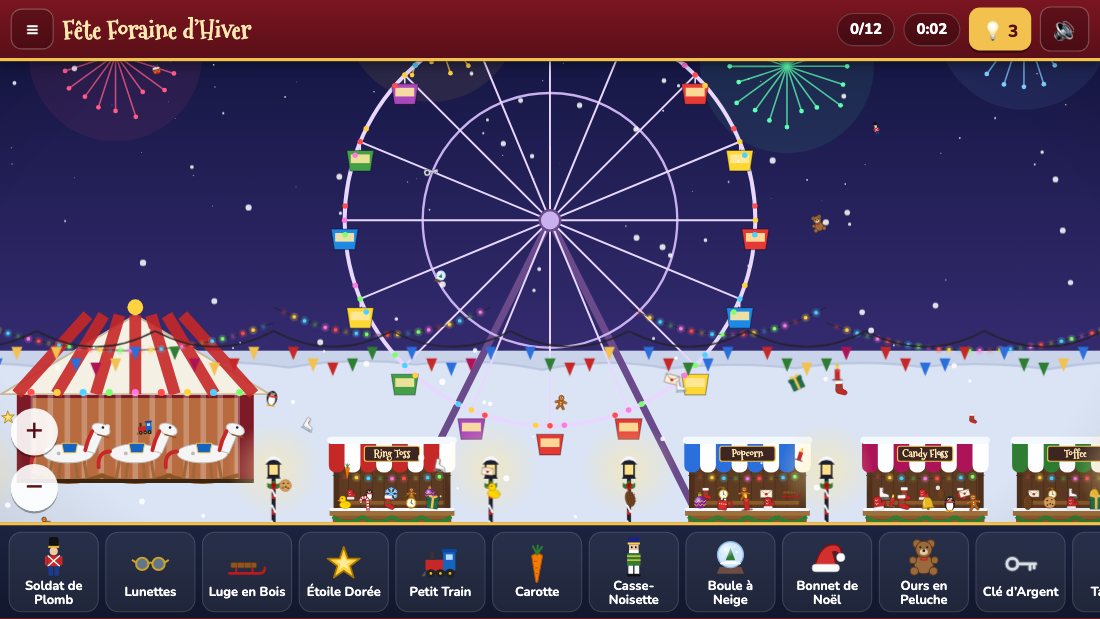 Fête Foraine d'Hiver
0/12
0:02
3
Ring Toss
Popcorn
Candy Floss
Toffee
+
−
Soldat de
Plomb
Lunettes
Luge en Bois
Étoile Dorée
Petit Train
Carotte
Casse-
Noisette
Boule à
Neige
Bonnet de
Noël
Ours en
Peluche
Clé d'Argent